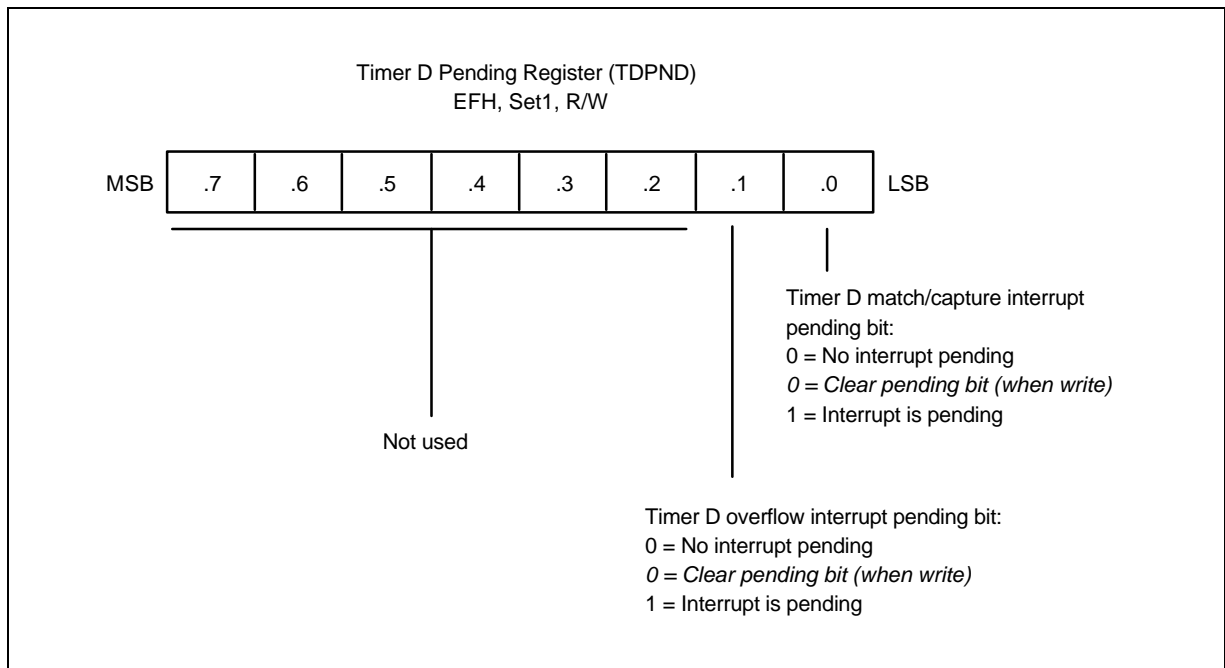 Timer D Pending Register (TDPND)
EFH, Set1, R/W
MSB .7 .6 .5 .4 .3 .2 .1 .0 LSB
Timer D match/capture interrupt
pending bit:
0 = No interrupt pending
0 = Clear pending bit (when write)
1 = Interrupt is pending
Not used
Timer D overflow interrupt pending bit:
0 = No interrupt pending
0 = Clear pending bit (when write)
1 = Interrupt is pending